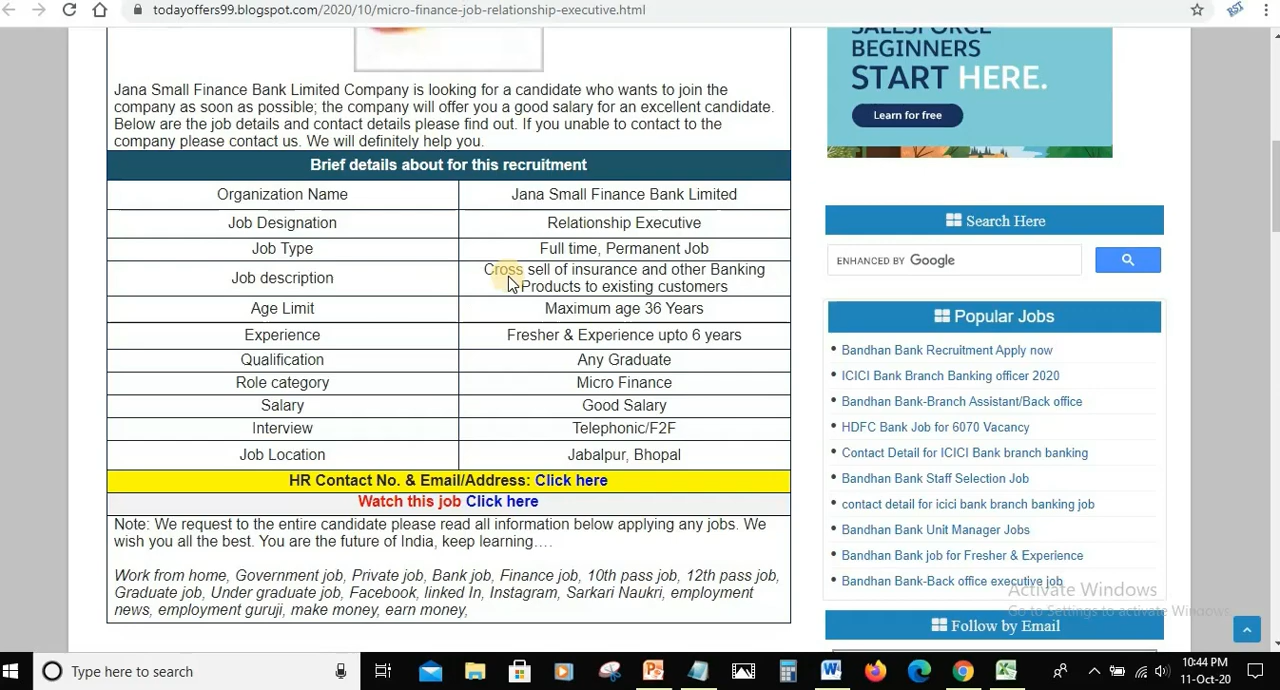 todayoffers99.blogspot.com/2020/10/micro-finance-job-relationship-executive.html
RST
Jana Small Finance Bank Limited Company is looking for a candidate who wants to join the
company as soon as possible; the company will offer you a good salary for an excellent candidate.
Below are the job details and contact details please find out. If you unable to contact to the
company please contact us. We will definitely help you.
Brief details about for this recruitment
Organization Name Jana Small Finance Bank Limited
Job Designation Relationship Executive
Job Type Full time, Permanent Job
Job description Cross sell of insurance and other Banking
Products to existing customers
Age Limit Maximum age 36 Years
Experience Fresher & Experience upto 6 years
Qualification Any Graduate
Role category Micro Finance
Salary Good Salary
Interview Telephonic/F2F
Job Location Jabalpur, Bhopal
HR Contact No. & Email/Address: Click here
Watch this job Click here
Note: We request to the entire candidate please read all information below applying any jobs. We
wish you all the best. You are the future of India, keep learning….
Work from home, Government job, Private job, Bank job, Finance job, 10th pass job, 12th pass job,
Graduate job, Under graduate job, Facebook, linked In, Instagram, Sarkari Naukri, employment
news, employment guruji, make money, earn money,
SALESFORCE
BEGINNERS
START HERE.
Learn for free
Search Here
ENHANCED BY Google
Popular Jobs
Bandhan Bank Recruitment Apply now
ICICI Bank Branch Banking officer 2020
Bandhan Bank-Branch Assistant/Back office
HDFC Bank Job for 6070 Vacancy
Contact Detail for ICICI Bank branch banking
Bandhan Bank Staff Selection Job
contact detail for icici bank branch banking job
Bandhan Bank Unit Manager Jobs
Bandhan Bank job for Fresher & Experience
Bandhan Bank-Back office executive job
Activate Windows
Go to Settings to activate Windows.
Follow by Email
Type here to search
10:44 PM
11-Oct-20